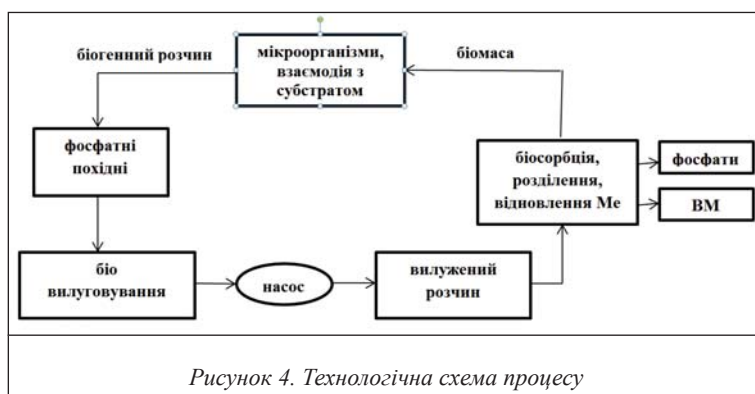 біогенний розчин
мікроорганізми,
взаємодія з
субстратом
біомаса
фосфатні
похідні
біосорбція,
розділення,
відновлення Ме
фосфати
ВМ
біо
вилуговування
насос
вилужений
розчин
Рисунок 4. Технологічна схема процесу